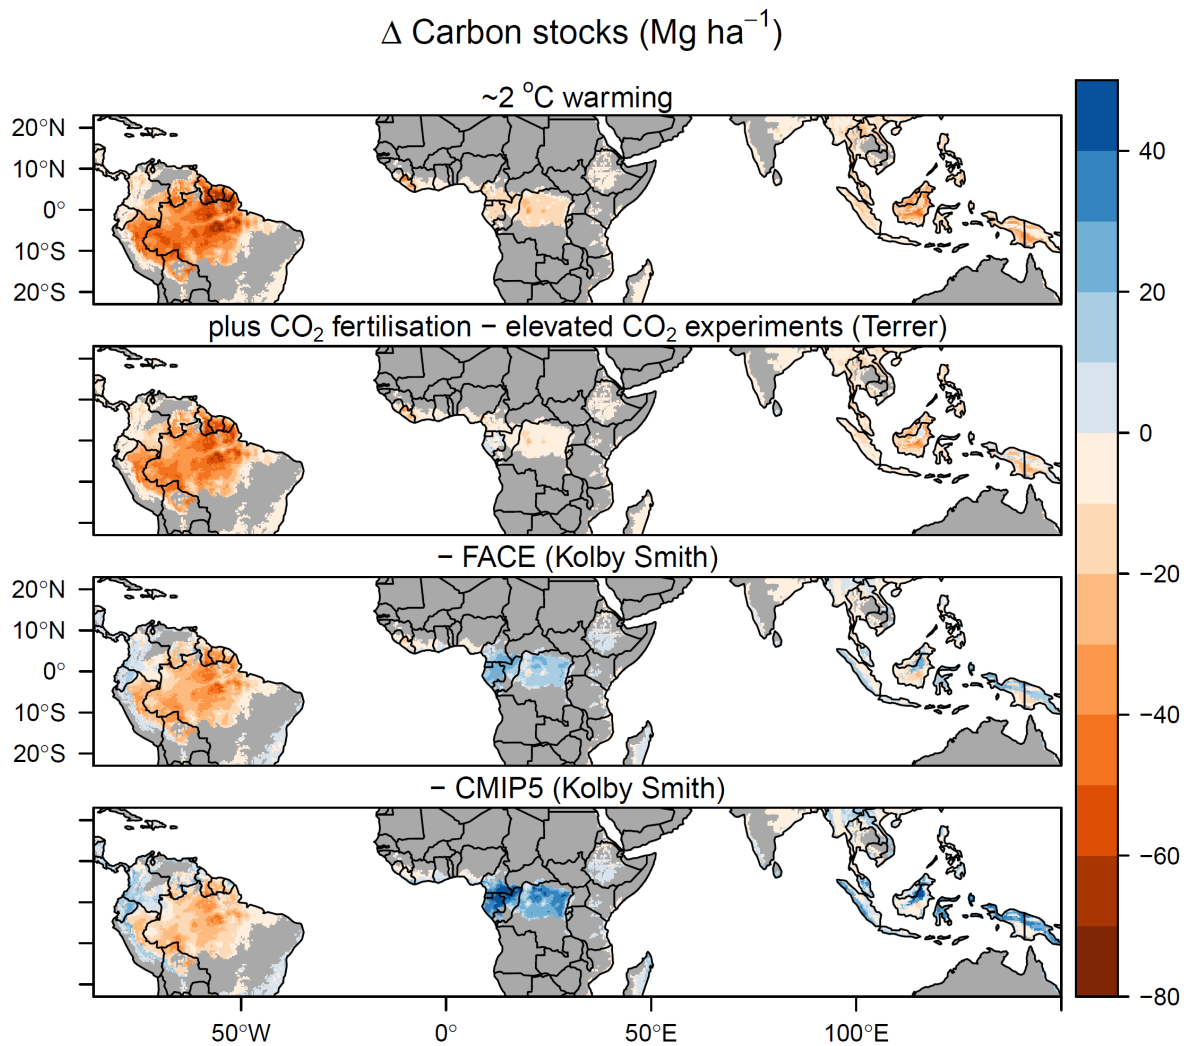 Δ Carbon stocks (Mg ha⁻¹)
~2 °C warming
20°N
10°N
0°
10°S
20°S
plus CO₂ fertilisation − elevated CO₂ experiments (Terrer)
− FACE (Kolby Smith)
20°N
10°N
0°
10°S
20°S
− CMIP5 (Kolby Smith)
50°W
0°
50°E
100°E
40
20
0
−20
−40
−60
−80